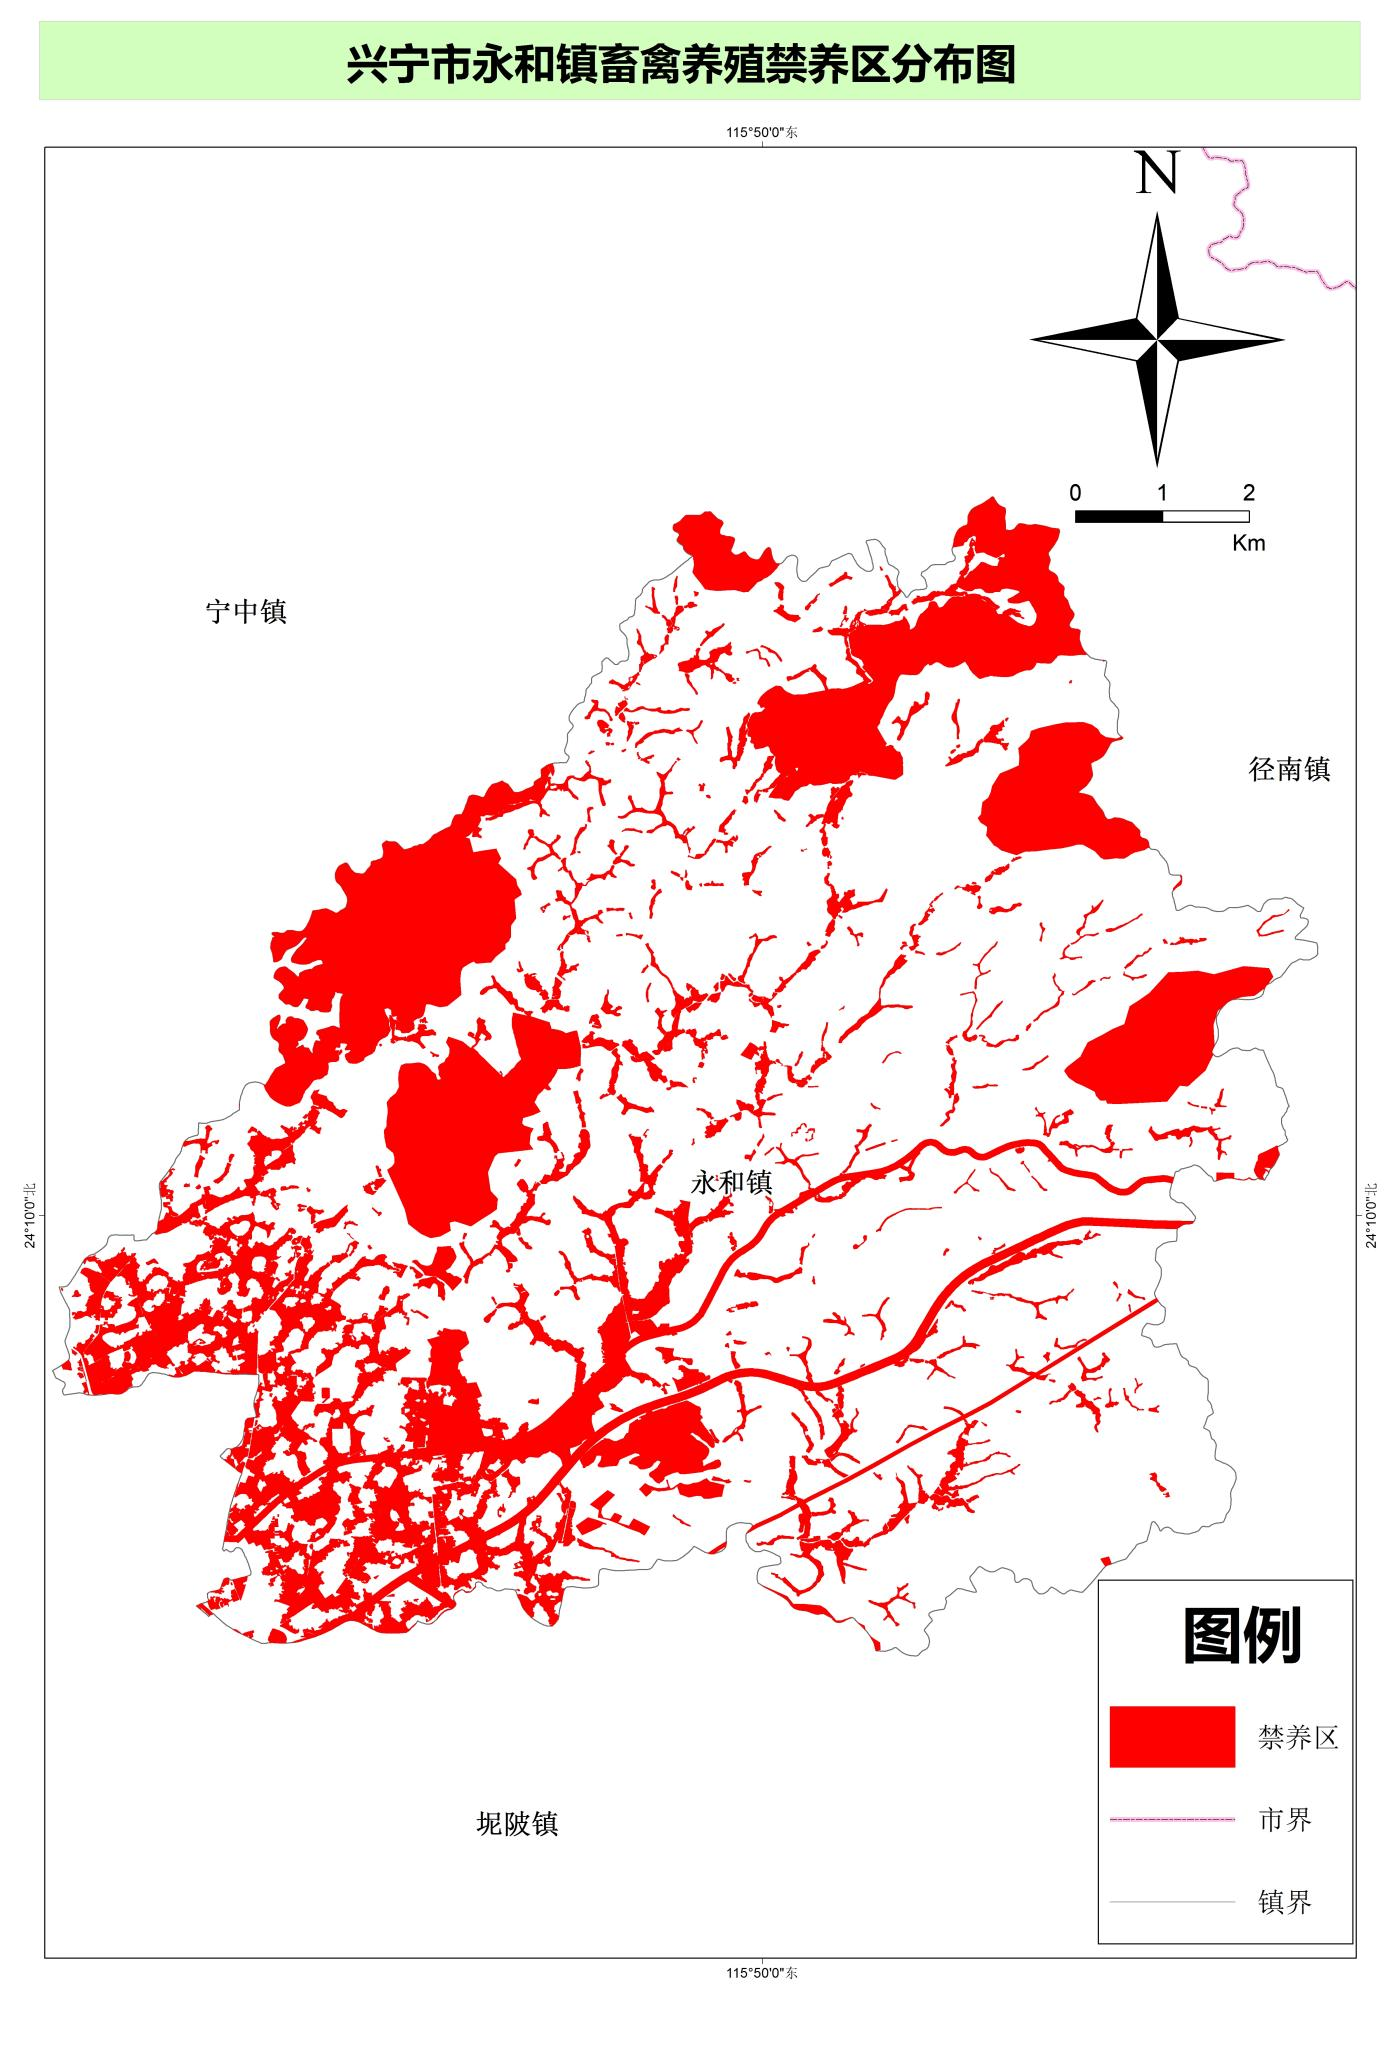 兴宁市永和镇畜禽养殖禁养区分布图
115°50'0"东
N
0 1 2
Km
宁中镇
径南镇
永和镇
24°10'0"北
24°10'0"北
坭陂镇
图例
禁养区
市界
镇界
115°50'0"东